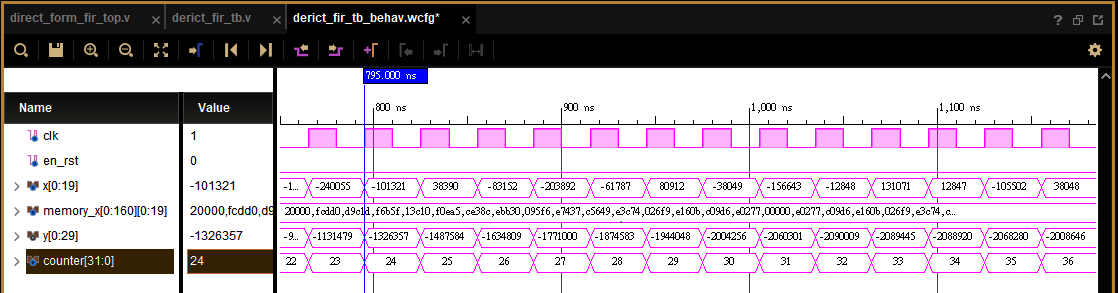 direct_form_fir_top.v × derict_fir_tb.v × derict_fir_tb_behav.wcfg* × ?
795.000 ns
Name Value 800 ns 900 ns 1,000 ns 1,100 ns
clk 1
en_rst 0
x[0:19] -101321 -1... -240055 -101321 38390 -83152 -203892 -61787 80912 -38049 -156643 -12848 131071 12847 -105502 38048
memory_x[0:160][0:19] 20000,fcdd0,d9 20000,fcdd0,d9c1d,f6b5f,13c10,f0ea5,ce38c,ebb30,095f6,e7437,c5649,e3c74,026f9,e160b,c09d6,e0277,00000,e0277,c09d6,e160b,026f9,e3c74,c...
y[0:29] -1326357 -9... -1131479 -1326357 -1487584 -1634809 -1771000 -1874583 -1944048 -2004256 -2060301 -2090009 -2089445 -2088920 -2068280 -2008646
counter[31:0] 24 22 23 24 25 26 27 28 29 30 31 32 33 34 35 36